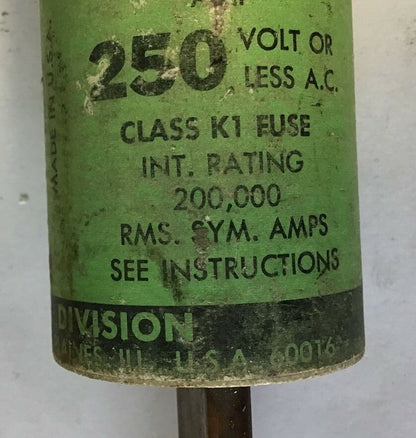 AMP
250 VOLT OR
LESS A.C.
CLASS K1 FUSE
INT. RATING
200,000
RMS. SYM. AMPS
SEE INSTRUCTIONS
DIVISION
ILL., U.S.A. 60016
MADE IN U.S.A.